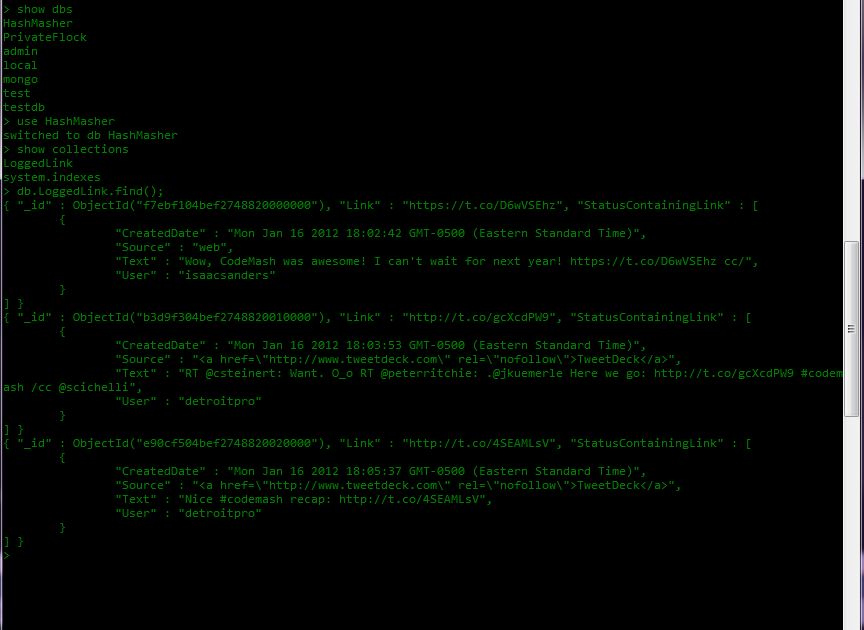 > show dbs
HashMasher
PrivateFlock
admin
local
mongo
test
testdb
> use HashMasher
switched to db HashMasher
> show collections
LoggedLink
system.indexes
> db.LoggedLink.find();
{ "_id" : ObjectId("f7ebf104bef2748820000000"), "Link" : "https://t.co/D6wVSEhz", "StatusContainingLink" : [
{
"CreatedDate" : "Mon Jan 16 2012 18:02:42 GMT-0500 (Eastern Standard Time)",
"Source" : "web",
"Text" : "Wow, CodeMash was awesome! I can't wait for next year! https://t.co/D6wVSEhz cc/",
"User" : "isaacsanders"
}
] }
{ "_id" : ObjectId("b3d9f304bef2748820010000"), "Link" : "http://t.co/gcXcdPW9", "StatusContainingLink" : [
{
"CreatedDate" : "Mon Jan 16 2012 18:03:53 GMT-0500 (Eastern Standard Time)",
"Source" : "<a href=\"http://www.tweetdeck.com\" rel=\"nofollow\">TweetDeck</a>",
"Text" : "RT @csteinert: Want. O_o RT @peterritchie: .@jkuemerle Here we go: http://t.co/gcXcdPW9 #codem
ash /cc @scichelli",
"User" : "detroitpro"
}
] }
{ "_id" : ObjectId("e90cf504bef2748820020000"), "Link" : "http://t.co/4SEAMLsV", "StatusContainingLink" : [
{
"CreatedDate" : "Mon Jan 16 2012 18:05:37 GMT-0500 (Eastern Standard Time)",
"Source" : "<a href=\"http://www.tweetdeck.com\" rel=\"nofollow\">TweetDeck</a>",
"Text" : "Nice #codemash recap: http://t.co/4SEAMLsV",
"User" : "detroitpro"
}
] }
>